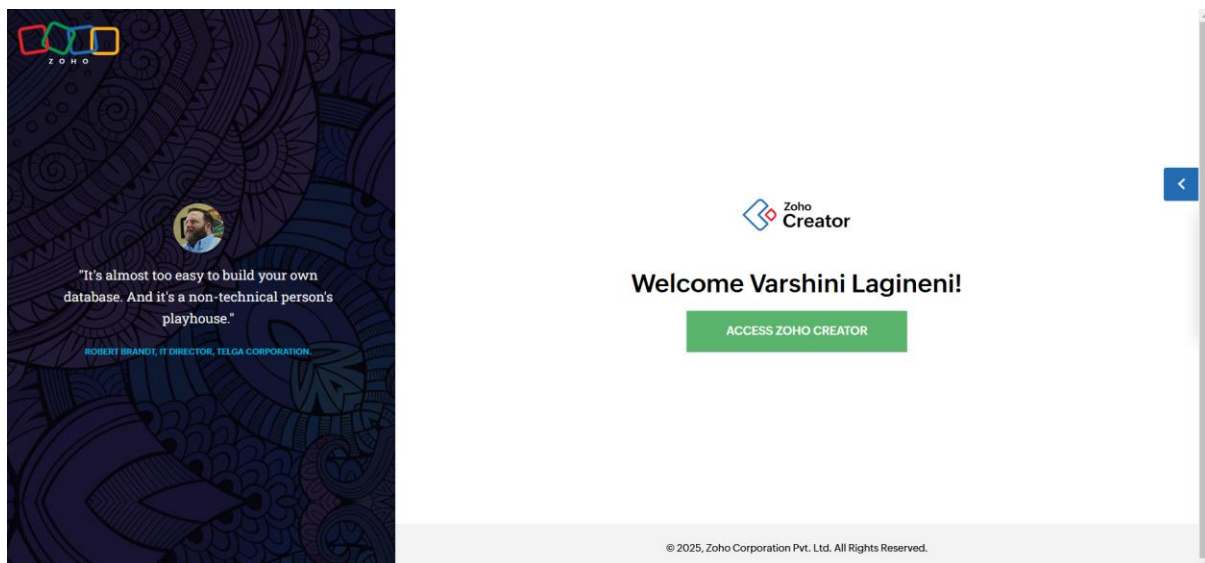 ZOHO
"It's almost too easy to build your own
database. And it's a non-technical person's
playhouse."
ROBERT BRANDT, IT DIRECTOR, TELGA CORPORATION.
Zoho
Creator
Welcome Varshini Lagineni!
ACCESS ZOHO CREATOR
© 2025, Zoho Corporation Pvt. Ltd. All Rights Reserved.